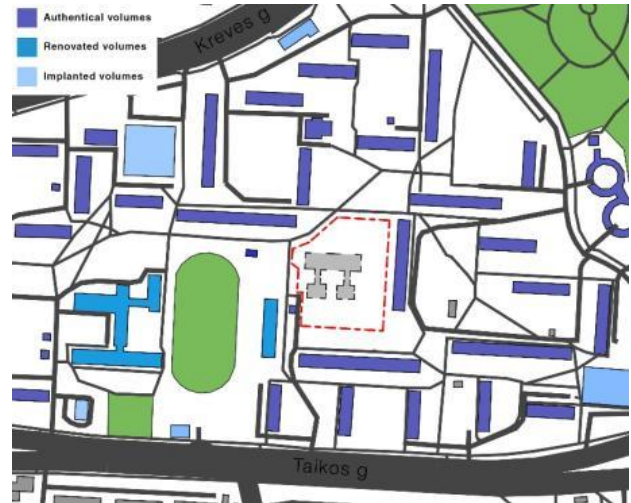 Authentical volumes
Renovated volumes
Implanted volumes
Kreves g
Taikos g